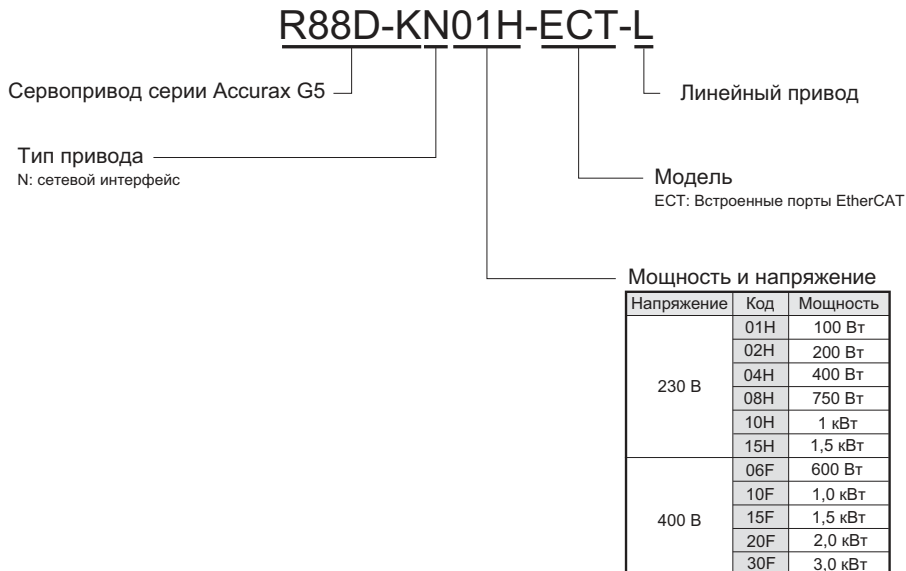 R88D-KN01H-ECT-L
Сервопривод серии Accurax G5
Линейный привод
Тип привода
N: сетевой интерфейс
Модель
ECT: Встроенные порты EtherCAT
Мощность и напряжение
Напряжение Код Мощность
230 В
01H 100 Вт
02H 200 Вт
04H 400 Вт
08H 750 Вт
10H 1 кВт
15H 1,5 кВт
400 В
06F 600 Вт
10F 1,0 кВт
15F 1,5 кВт
20F 2,0 кВт
30F 3,0 кВт